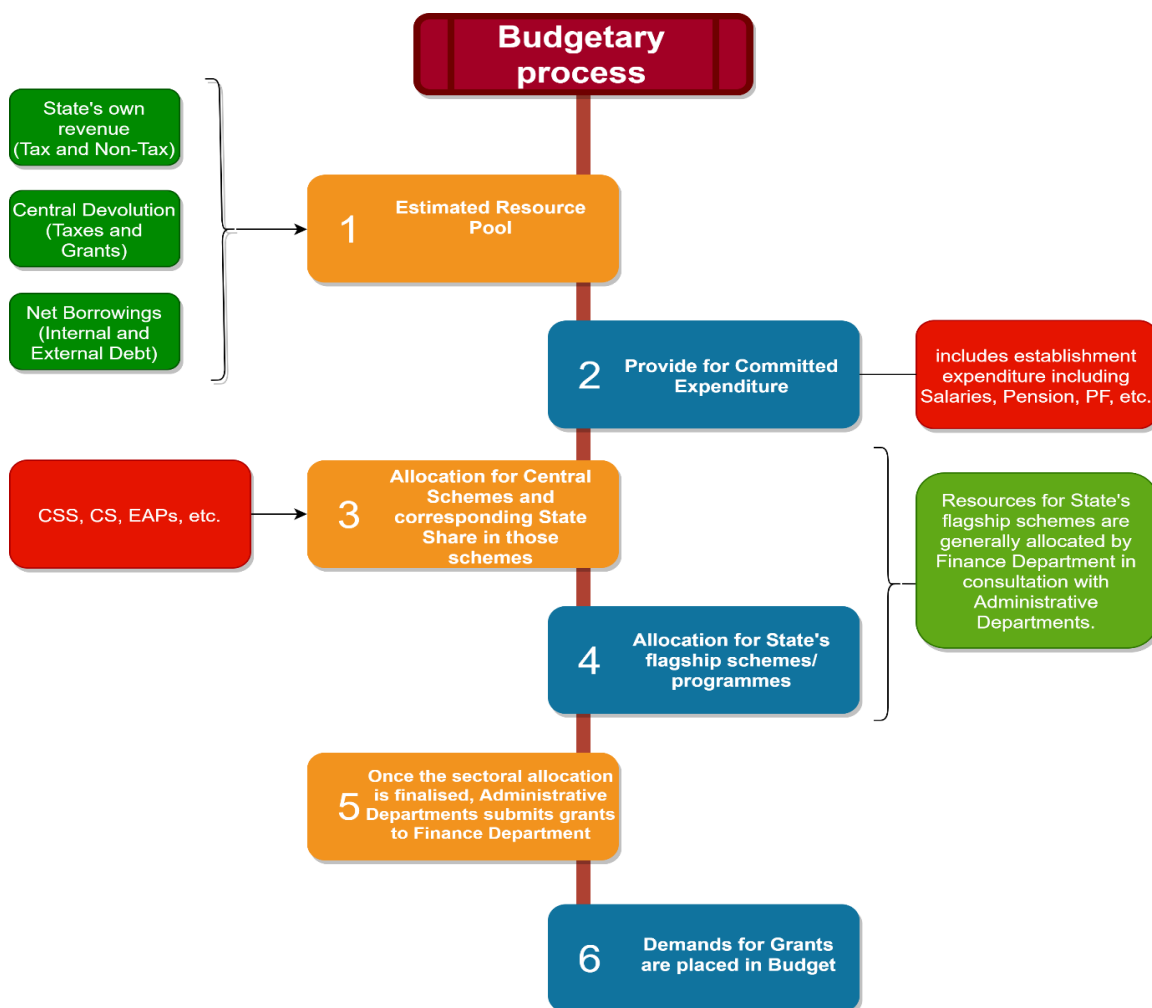 Budgetary
process
State's own
revenue
(Tax and Non-Tax)
Central Devolution
(Taxes and
Grants)
Net Borrowings
(Internal and
External Debt)
1
Estimated Resource
Pool
2
Provide for Committed
Expenditure
includes establishment
expenditure including
Salaries, Pension, PF, etc.
CSS, CS, EAPs, etc.
3
Allocation for Central
Schemes and
corresponding State
Share in those
schemes
Resources for State's
flagship schemes are
generally allocated by
Finance Department in
consultation with
Administrative
Departments.
4
Allocation for State's
flagship schemes/
programmes
5
Once the sectoral allocation
is finalised, Administrative
Departments submits grants
to Finance Department
6
Demands for Grants
are placed in Budget